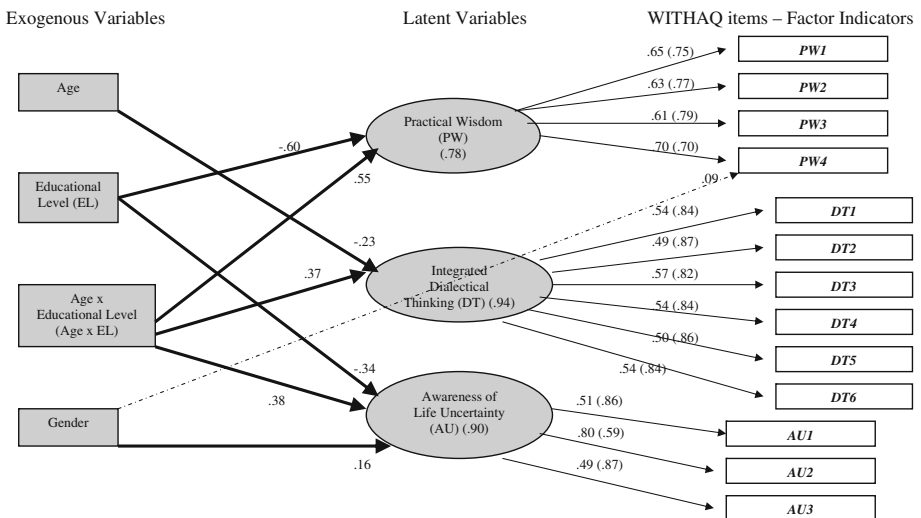 Exogenous Variables
Latent Variables
WITHAQ items – Factor Indicators
Age
Educational
Level (EL)
Age x
Educational Level
(Age x EL)
Gender
-.60
.55
-.23
.37
-.34
.38
.16
Practical Wisdom
(PW)
(.78)
Integrated
Dialectical
Thinking (DT) (.94)
Awareness of
Life Uncertainty
(AU) (.90)
.65 (.75)
.63 (.77)
.61 (.79)
.70 (.70)
.09
.54 (.84)
.49 (.87)
.57 (.82)
.54 (.84)
.50 (.86)
.54 (.84)
.51 (.86)
.80 (.59)
.49 (.87)
PW1
PW2
PW3
PW4
DT1
DT2
DT3
DT4
DT5
DT6
AU1
AU2
AU3